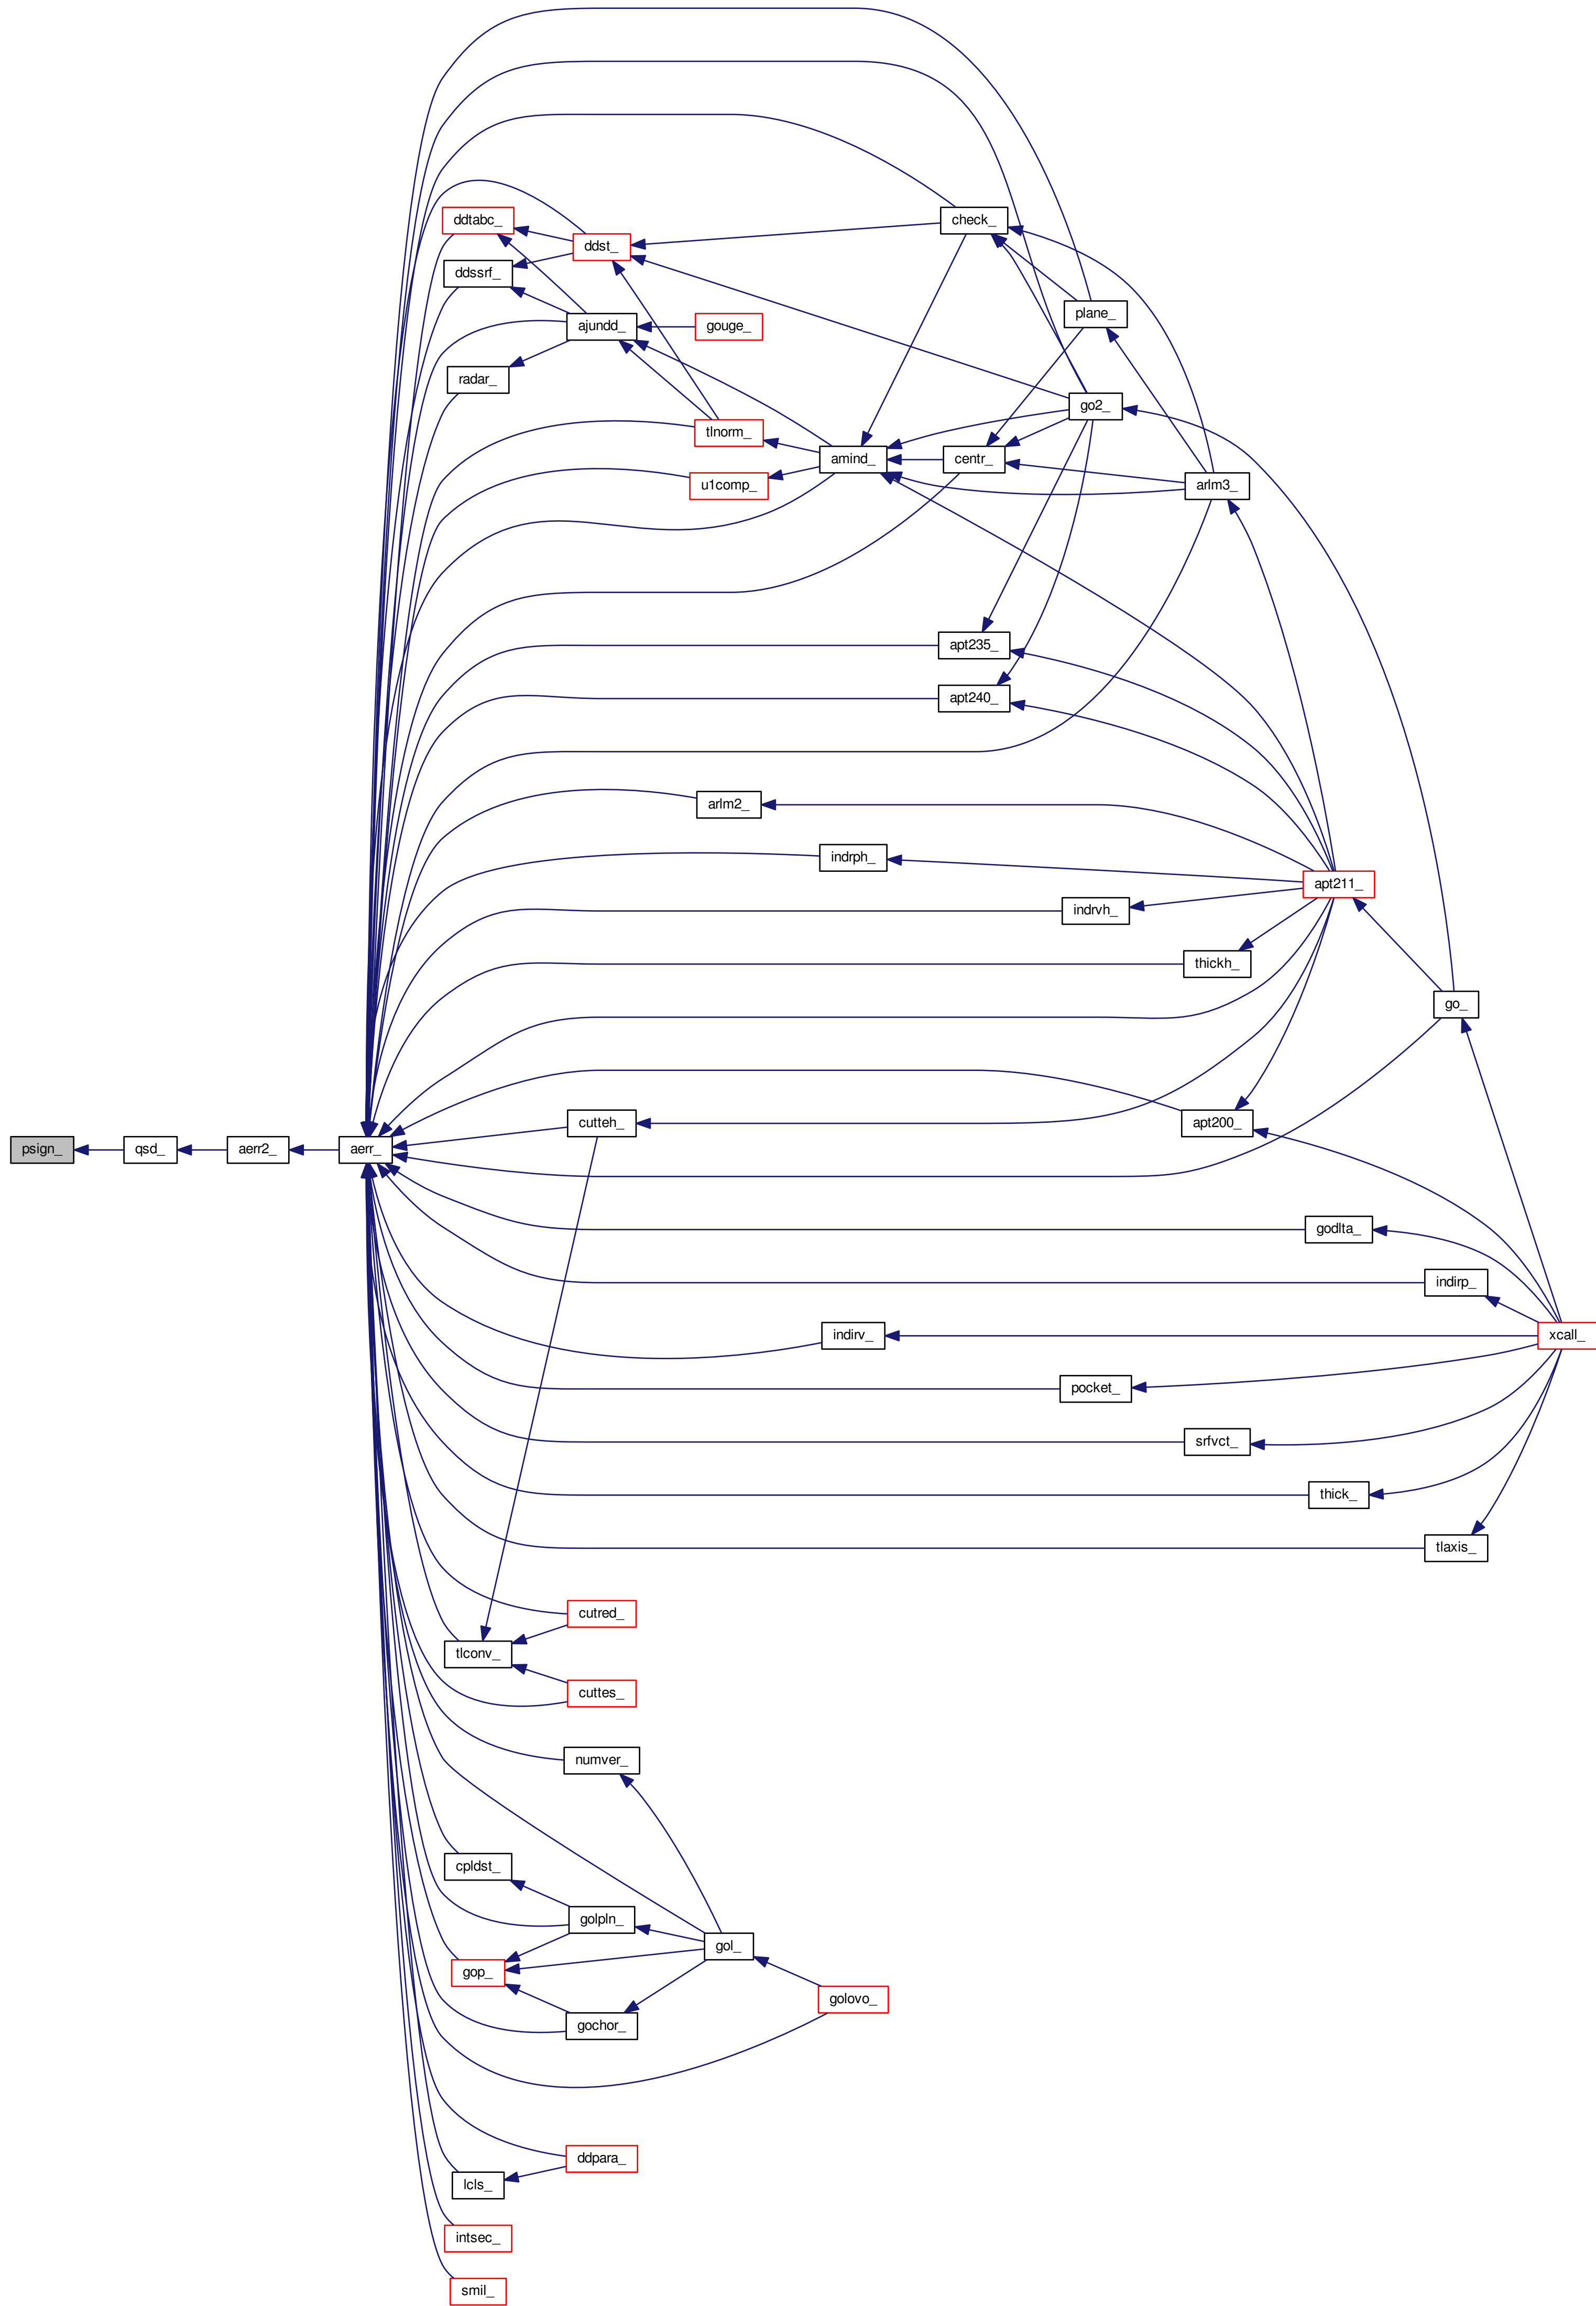 ddtabc_
check_
ddst_
ddssrf_
plane_
ajundd_
gouge_
radar_
go2_
tlnorm_
amind_
centr_
u1comp_
arlm3_
apt235_
apt240_
arlm2_
indrph_
apt211_
indrvh_
thickh_
go_
cutteh_
apt200_
psign_
qsd_
aerr2_
aerr_
godlta_
indirp_
indirv_
xcall_
pocket_
srfvct_
thick_
tlaxis_
cutred_
tlconv_
cuttes_
numver_
cpldst_
golpln_
gol_
gop_
golovo_
gochor_
ddpara_
lcls_
intsec_
smil_